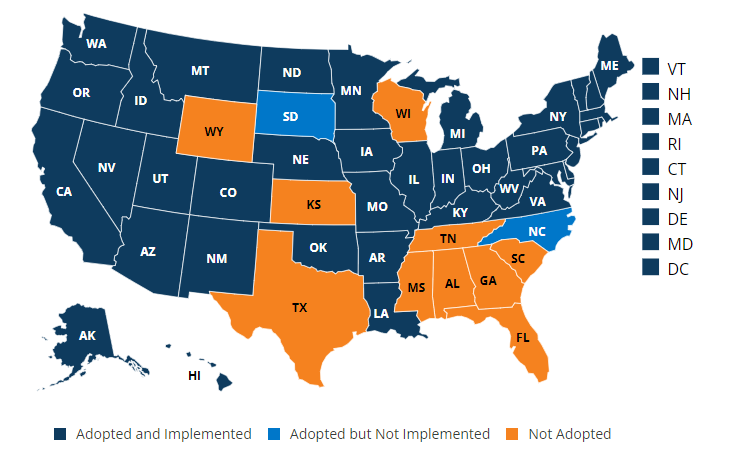 WA
MT
ND
MN
ME
VT
OR
ID
SD
WI
NY
NH
WY
MI
MA
NV
NE
IA
PA
RI
UT
IL
IN
OH
CT
CA
CO
KS
MO
WV
VA
NJ
KY
DE
AZ
NM
OK
AR
TN
NC
MD
SC
DC
TX
MS
AL
GA
LA
AK
FL
HI
Adopted and Implemented
Adopted but Not Implemented
Not Adopted